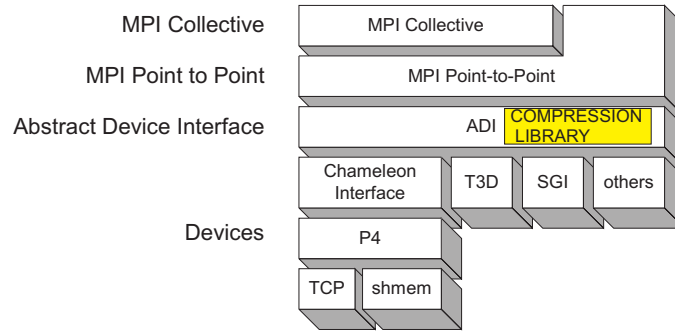 MPI Collective
MPI Collective
MPI Point to Point
MPI Point-to-Point
Abstract Device Interface
ADI
COMPRESSION
LIBRARY
Chameleon
Interface
T3D
SGI
others
Devices
P4
TCP
shmem